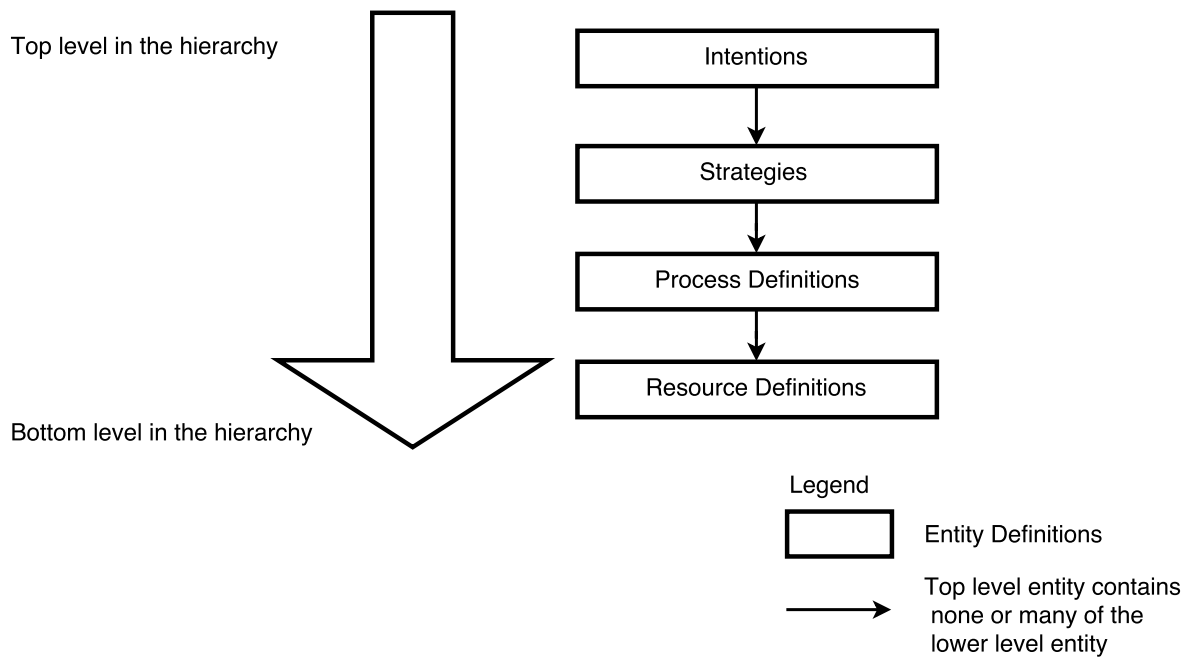 Top level in the hierarchy
Intentions
Strategies
Process Definitions
Resource Definitions
Bottom level in the hierarchy
Legend
Entity Definitions
Top level entity contains
none or many of the
lower level entity